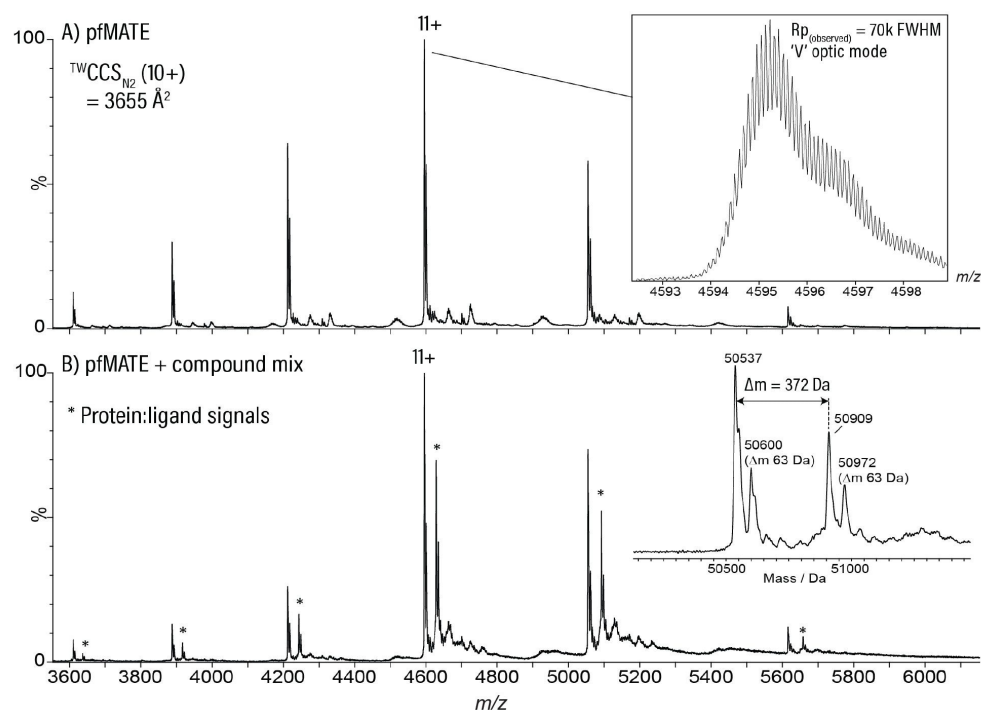 A) pfMATE
TWCCSN2 (10+)
= 3655 Å2
11+
100
%
0
Rp(observed) = 70k FWHM
'V' optic mode
m/z
4593 4594 4595 4596 4597 4598
B) pfMATE + compound mix
* Protein:ligand signals
11+
100
%
0
* * * * * *
50537
Δm = 372 Da
50909
50600
(Δm 63 Da)
50972
(Δm 63 Da)
50500 51000
Mass / Da
3600 3800 4000 4200 4400 4600 4800 5000 5200 5400 5600 5800 6000
m/z